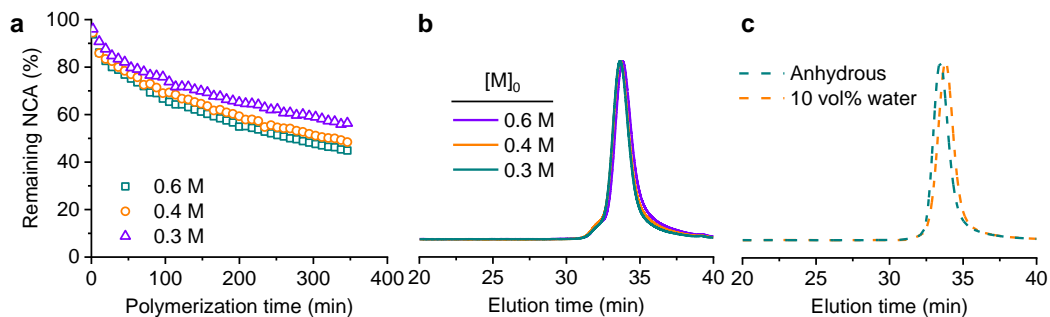 a
Remaining NCA (%)
100
80
60
40
20
0
0 100 200 300 400
Polymerization time (min)
0.6 M
0.4 M
0.3 M
b
[M]0
0.6 M
0.4 M
0.3 M
20 25 30 35 40
Elution time (min)
c
Anhydrous
10 vol% water
20 25 30 35 40
Elution time (min)